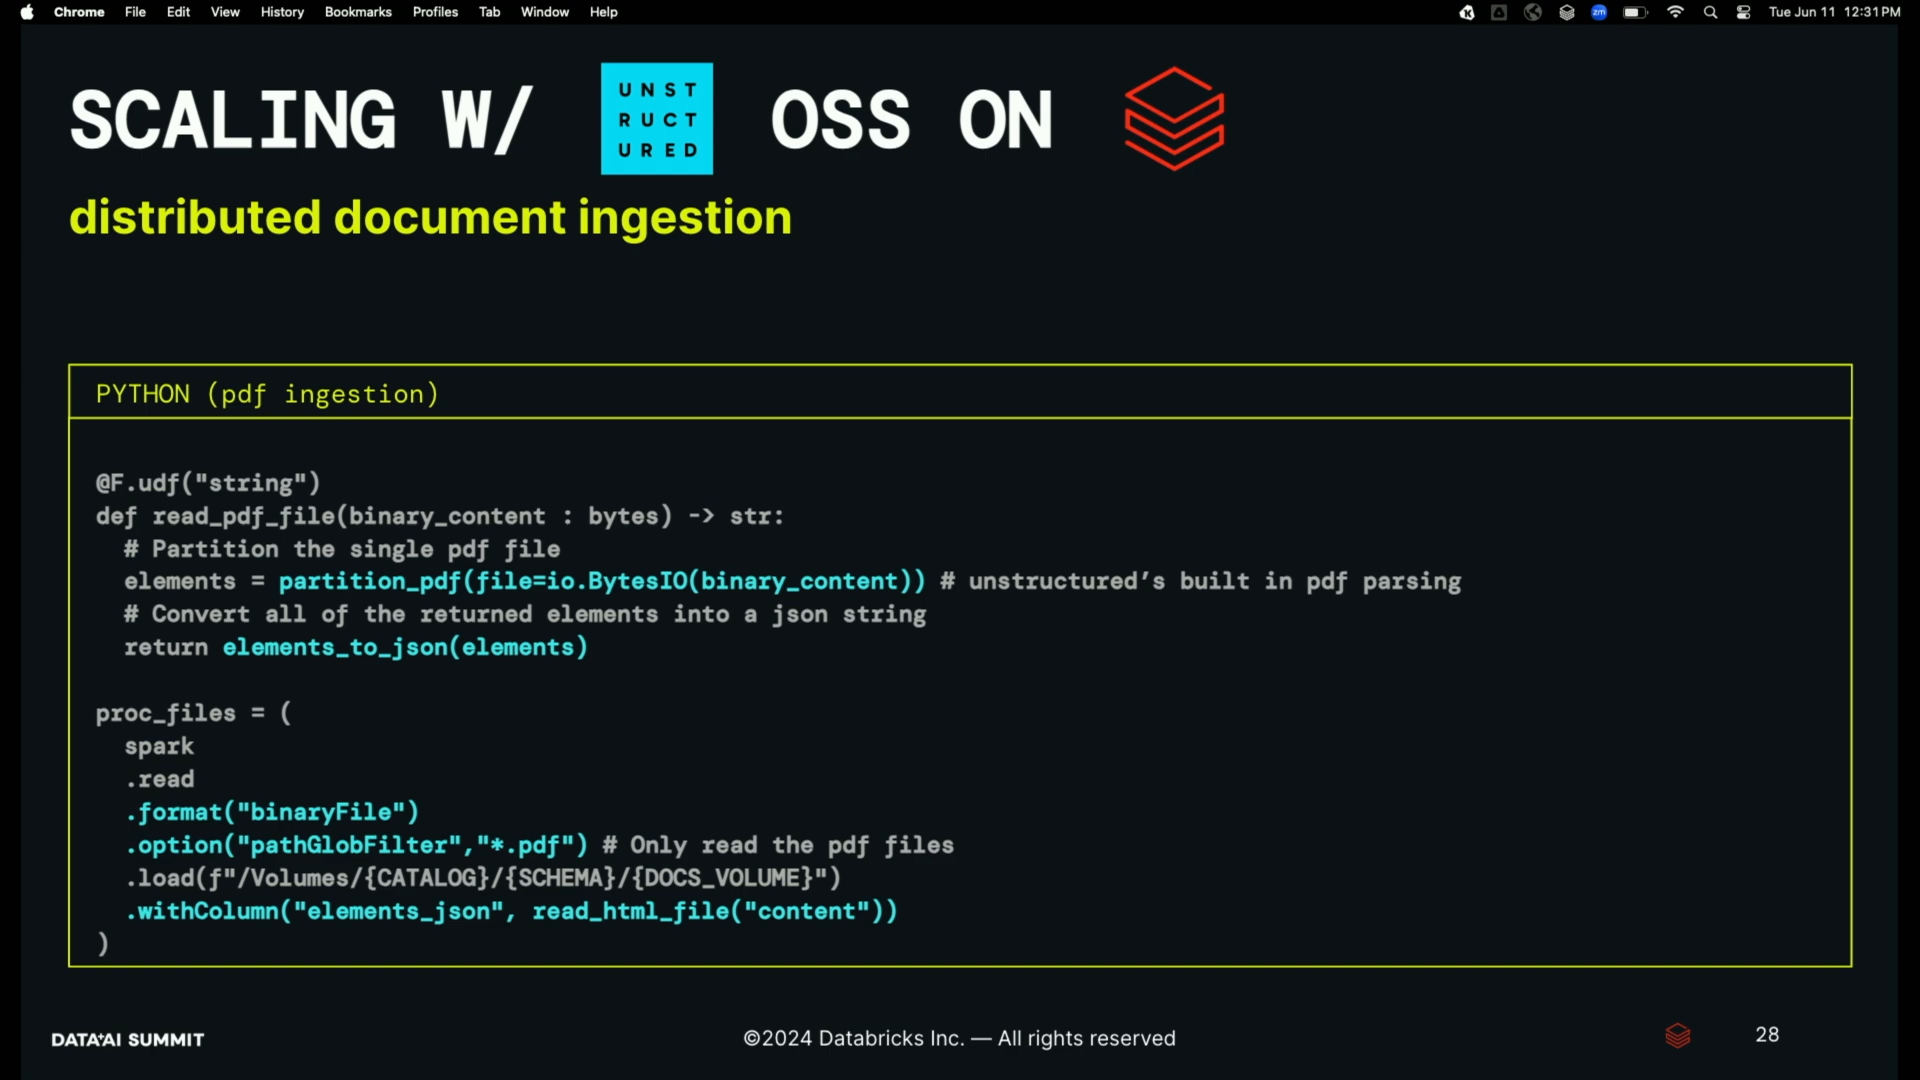 Chrome File Edit View History Bookmarks Profiles Tab Window Help zm Tue Jun 11 12:31 PM
SCALING W/ UNST RUCT URED OSS ON
distributed document ingestion
PYTHON (pdf ingestion)
@F.udf("string")
def read_pdf_file(binary_content : bytes) -> str:
# Partition the single pdf file
elements = partition_pdf(file=io.BytesIO(binary_content)) # unstructured’s built in pdf parsing
# Convert all of the returned elements into a json string
return elements_to_json(elements)
proc_files = (
spark
.read
.format("binaryFile")
.option("pathGlobFilter","*.pdf") # Only read the pdf files
.load(f"/Volumes/{CATALOG}/{SCHEMA}/{DOCS_VOLUME}")
.withColumn("elements_json", read_html_file("content"))
)
DATA+AI SUMMIT ©2024 Databricks Inc. — All rights reserved 28